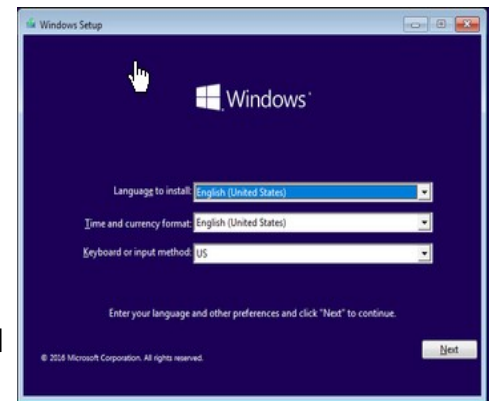 Windows Setup
Windows
Language to install: English (United States)
Time and currency format: English (United States)
Keyboard or input method: US
Enter your language and other preferences and click "Next" to continue.
© 2016 Microsoft Corporation. All rights reserved.
Next